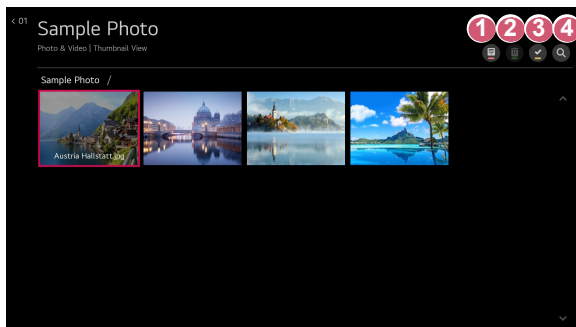 < 01
Sample Photo
Photo & Video | Thumbnail View
1 2 3 4
Sample Photo /
Austria Hallstatt.jpg